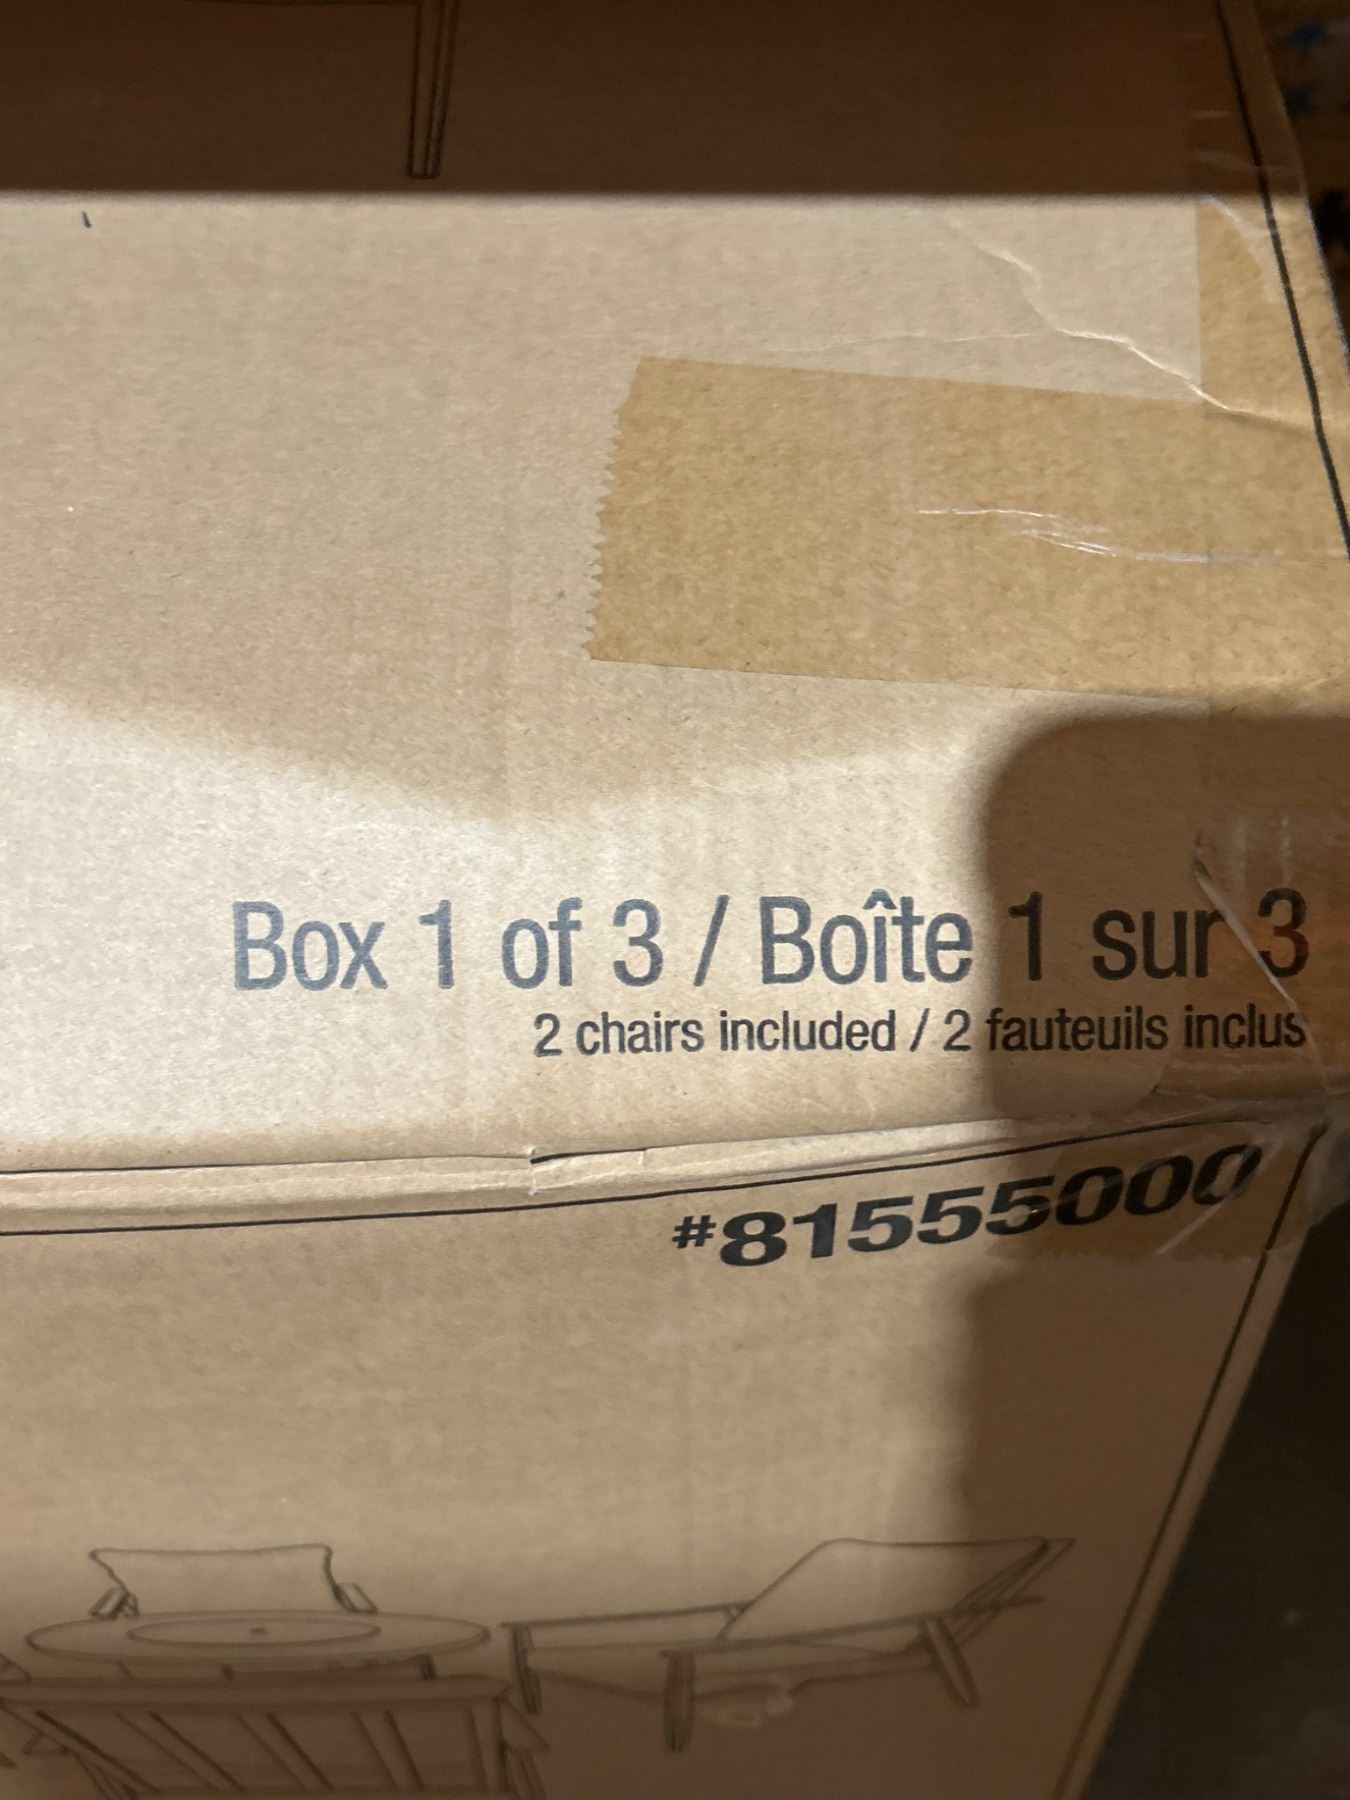 Box 1 of 3 / Boîte 1 sur 3
2 chairs included / 2 fauteuils inclus
#81555000